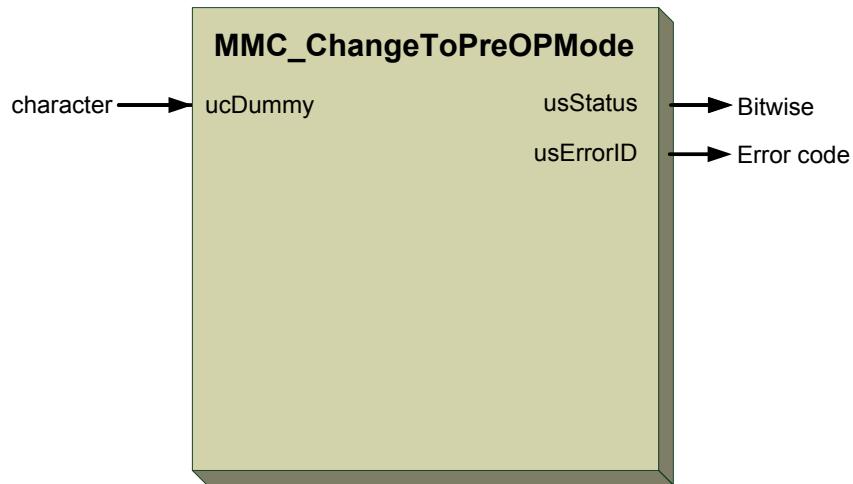 MMC_ChangeToPreOPMode
character ucDummy usStatus Bitwise
usErrorID Error code